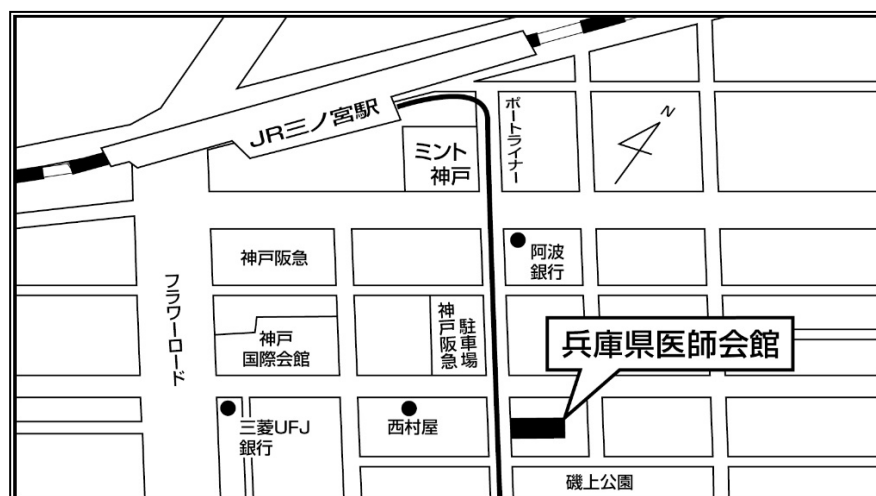 JR三ノ宮駅
ポートライナー
N
ミント
神戸
神戸阪急
阿波
銀行
フラワーロード
神戸
国際会館
神戸阪急
駐車場
兵庫県医師会館
三菱UFJ
銀行
西村屋
磯上公園